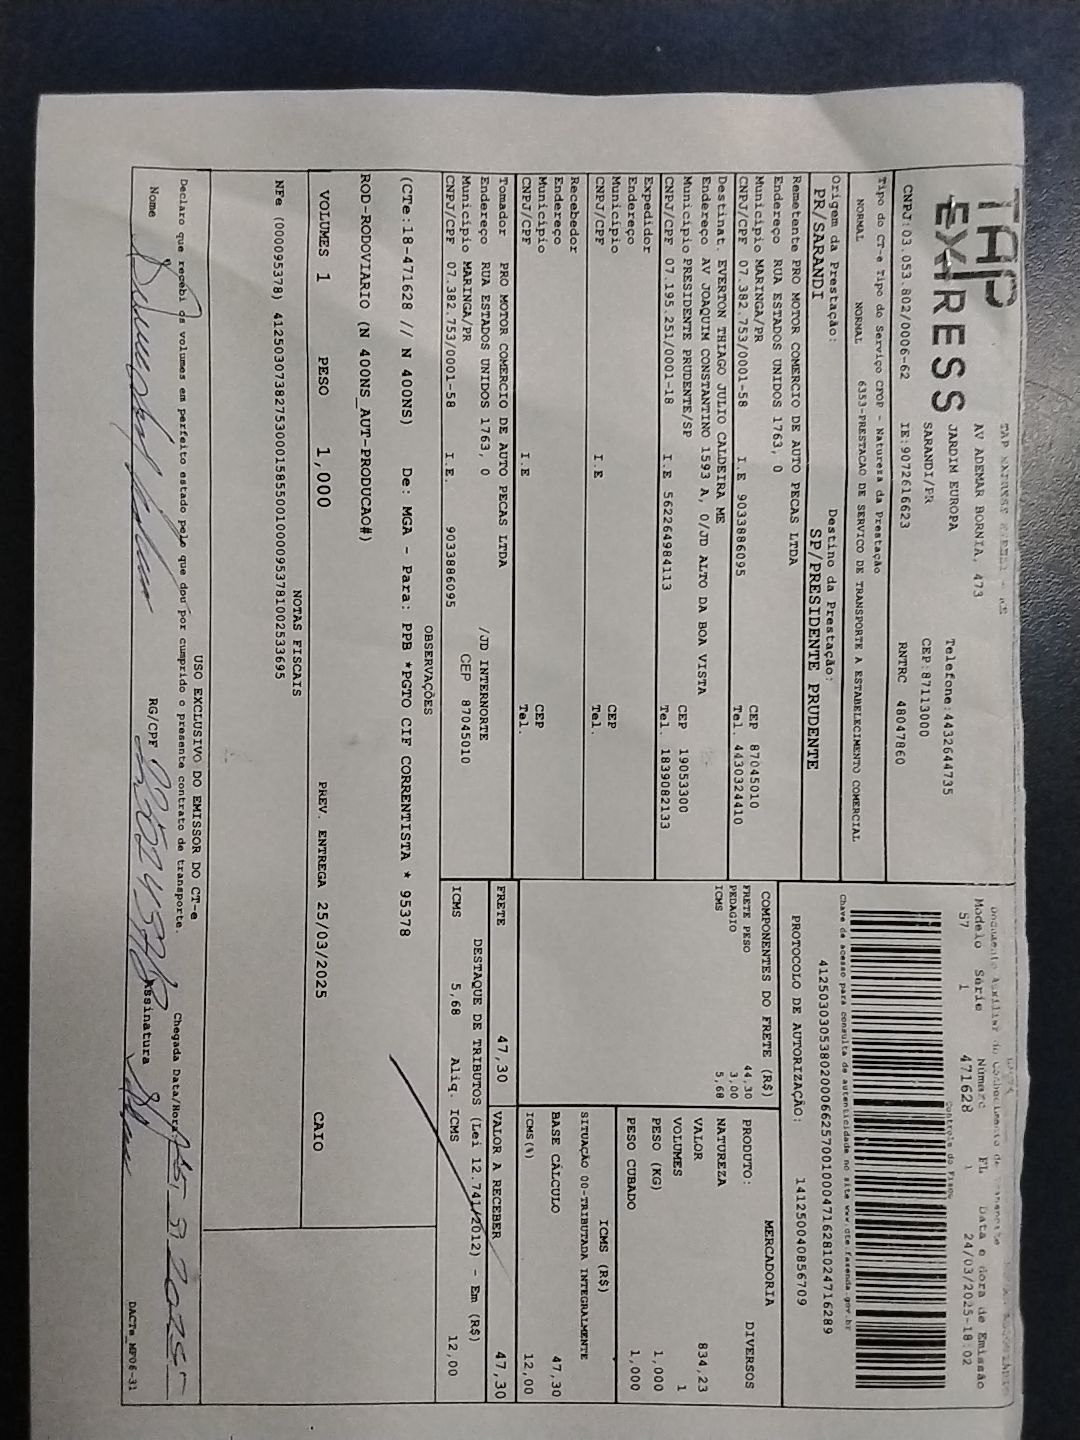 TAP
EXPRESS
AV ADEMAR BORNIA, 473
JARDIM EUROPA
Telefone:4432644735
SARANDI/PR
CEP:87113000
CNPJ:03.053.802/0006-62 IE:9072616623 RNTRC 48047860
Documento Auxiliar do Conhecimento de Transporte
Modelo Série Número FL Data e Hora de Emissão
57 1 471628 1 24/03/2025-18:02
Controle do Fisco
Chave de acesso para consulta de autenticidade no site www.cte.fazenda.gov.br
41250303053802000662570010004716281024716289
PROTOCOLO DE AUTORIZAÇÃO: 141250040856709
Tipo do CT-e Tipo do Serviço CFOP - Natureza da Prestação
NORMAL NORMAL 6353-PRESTACAO DE SERVICO DE TRANSPORTE A ESTABELECIMENTO COMERCIAL
Origem da Prestação: Destino da Prestação:
PR/SARANDI SP/PRESIDENTE PRUDENTE
Remetente PRO MOTOR COMERCIO DE AUTO PECAS LTDA
Endereço RUA ESTADOS UNIDOS 1763, 0
Município MARINGA/PR CEP 87045010
CNPJ/CPF 07.382.753/0001-58 I.E 9033886095 Tel. 4430324410
Destinat. EVERTON THIAGO JULIO CALDEIRA ME
Endereço AV JOAQUIM CONSTANTINO 1593 A, 0/JD ALTO DA BOA VISTA
Município PRESIDENTE PRUDENTE/SP CEP 19053300
CNPJ/CPF 07.195.251/0001-18 I.E 562264984113 Tel. 1839082133
Expedidor
Endereço
Município CEP
CNPJ/CPF I.E Tel.
Recebedor
Endereço
Município CEP
CNPJ/CPF I.E Tel.
Tomador PRO MOTOR COMERCIO DE AUTO PECAS LTDA
Endereço RUA ESTADOS UNIDOS 1763, 0 /JD INTERNORTE
Município MARINGA/PR CEP 87045010
CNPJ/CPF 07.382.753/0001-58 I.E. 9033886095
COMPONENTES DO FRETE (R$)
FRETE PESO 44,30
PEDAGIO 3,00
ICMS 5,68
MERCADORIA
PRODUTO: DIVERSOS
NATUREZA
VALOR 834,23
VOLUMES 1
PESO (KG) 1,000
PESO CUBADO 1,000
ICMS (R$)
SITUAÇÃO 00-TRIBUTADA INTEGRALMENTE
BASE CÁLCULO 47,30
ICMS(%) 12,00
FRETE 47,30 VALOR A RECEBER 47,30
DESTAQUE DE TRIBUTOS (Lei 12.741/2012) - Em (R$)
ICMS 5,68 Aliq. ICMS 12,00
OBSERVAÇÕES
(CTe:18-471628 // N 400NS) De: MGA - Para: PPB *PGTO CIF CORRENTISTA * 95378
ROD-RODOVIARIO (N 400NS_AUT-PRODUCAO#)
VOLUMES 1 PESO 1,000 PREV. ENTREGA 25/03/2025 CAIO
NOTAS FISCAIS
NFe (000095378) 41250307382753000158550010000953781002533695
USO EXCLUSIVO DO EMISSOR DO CT-e
Declaro que recebi os volumes em perfeito estado pelo que dou por cumprido o presente contrato de transporte.
Chegada Data/Hora
Nome RG/CPF Assinatura
DACTe_MF06-31